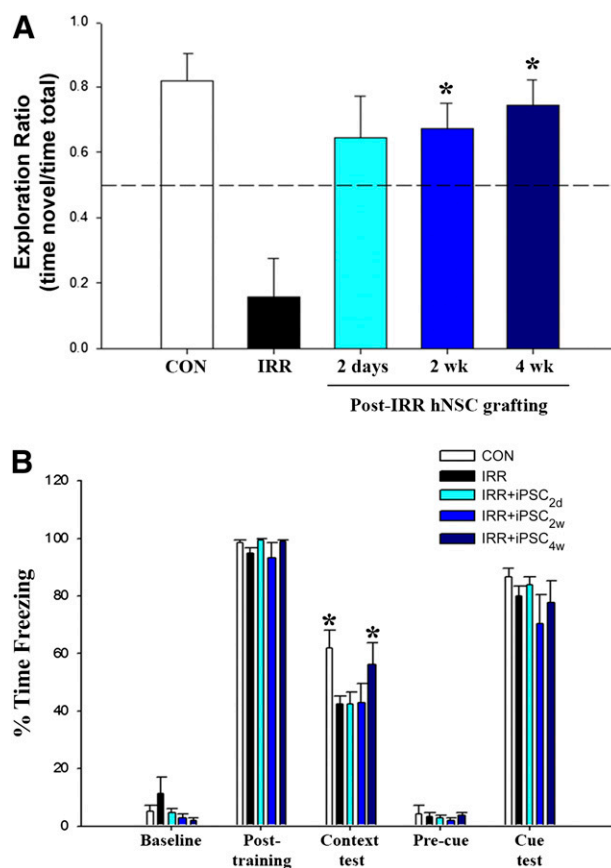 A
Exploration Ratio
(time novel/time total)
1.0
0.8
0.6
0.4
0.2
0.0
*
*
CON IRR 2 days 2 wk 4 wk
Post-IRR hNSC grafting
B
% Time Freezing
120
100
80
60
40
20
0
CON
IRR
IRR+iPSC2d
IRR+iPSC2w
IRR+iPSC4w
*
*
Baseline Post-training Context test Pre-cue Cue test